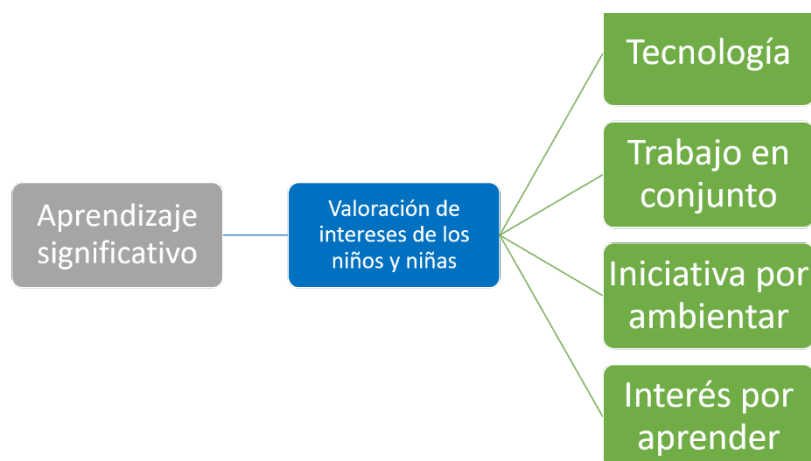 Aprendizaje
significativo
Valoración de
intereses de los
niños y niñas
Tecnología
Trabajo en
conjunto
Iniciativa por
ambientar
Interés por
aprender